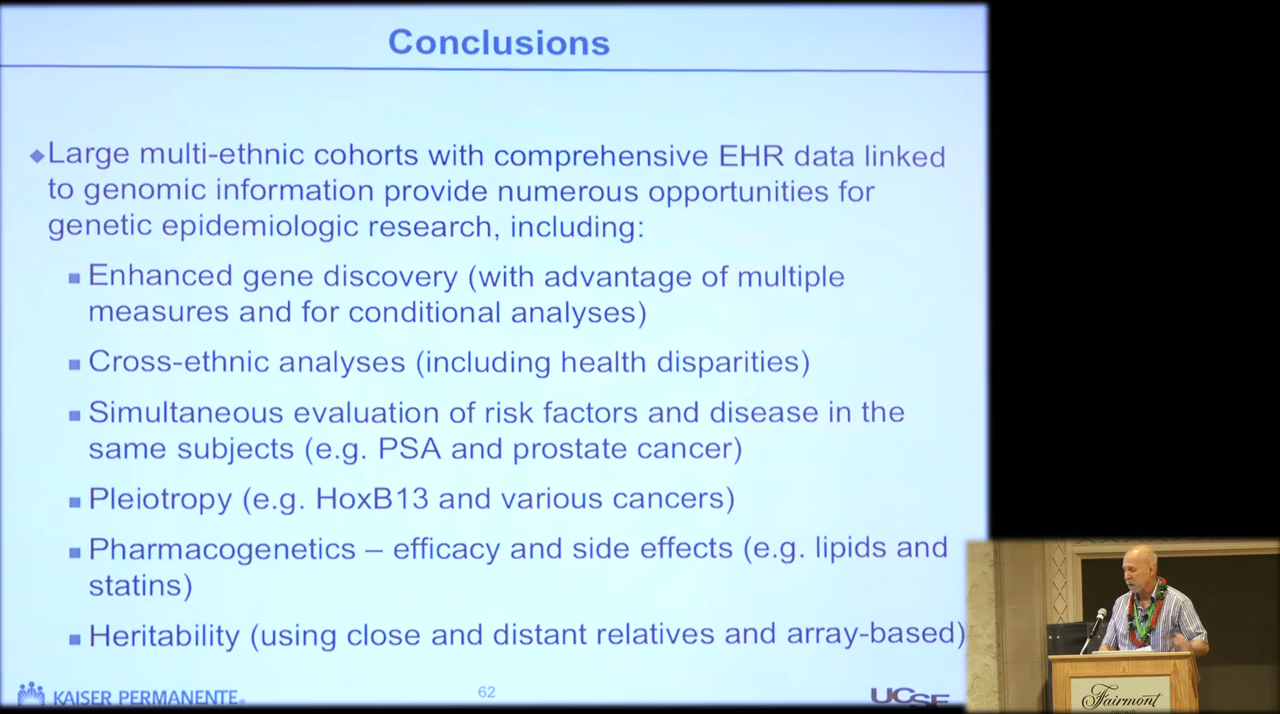 Conclusions
Large multi-ethnic cohorts with comprehensive EHR data linked
to genomic information provide numerous opportunities for
genetic epidemiologic research, including:
Enhanced gene discovery (with advantage of multiple
measures and for conditional analyses)
Cross-ethnic analyses (including health disparities)
Simultaneous evaluation of risk factors and disease in the
same subjects (e.g. PSA and prostate cancer)
Pleiotropy (e.g. HoxB13 and various cancers)
Pharmacogenetics – efficacy and side effects (e.g. lipids and
statins)
Heritability (using close and distant relatives and array-based)
KAISER PERMANENTE®
62
UCSF
Fairmont